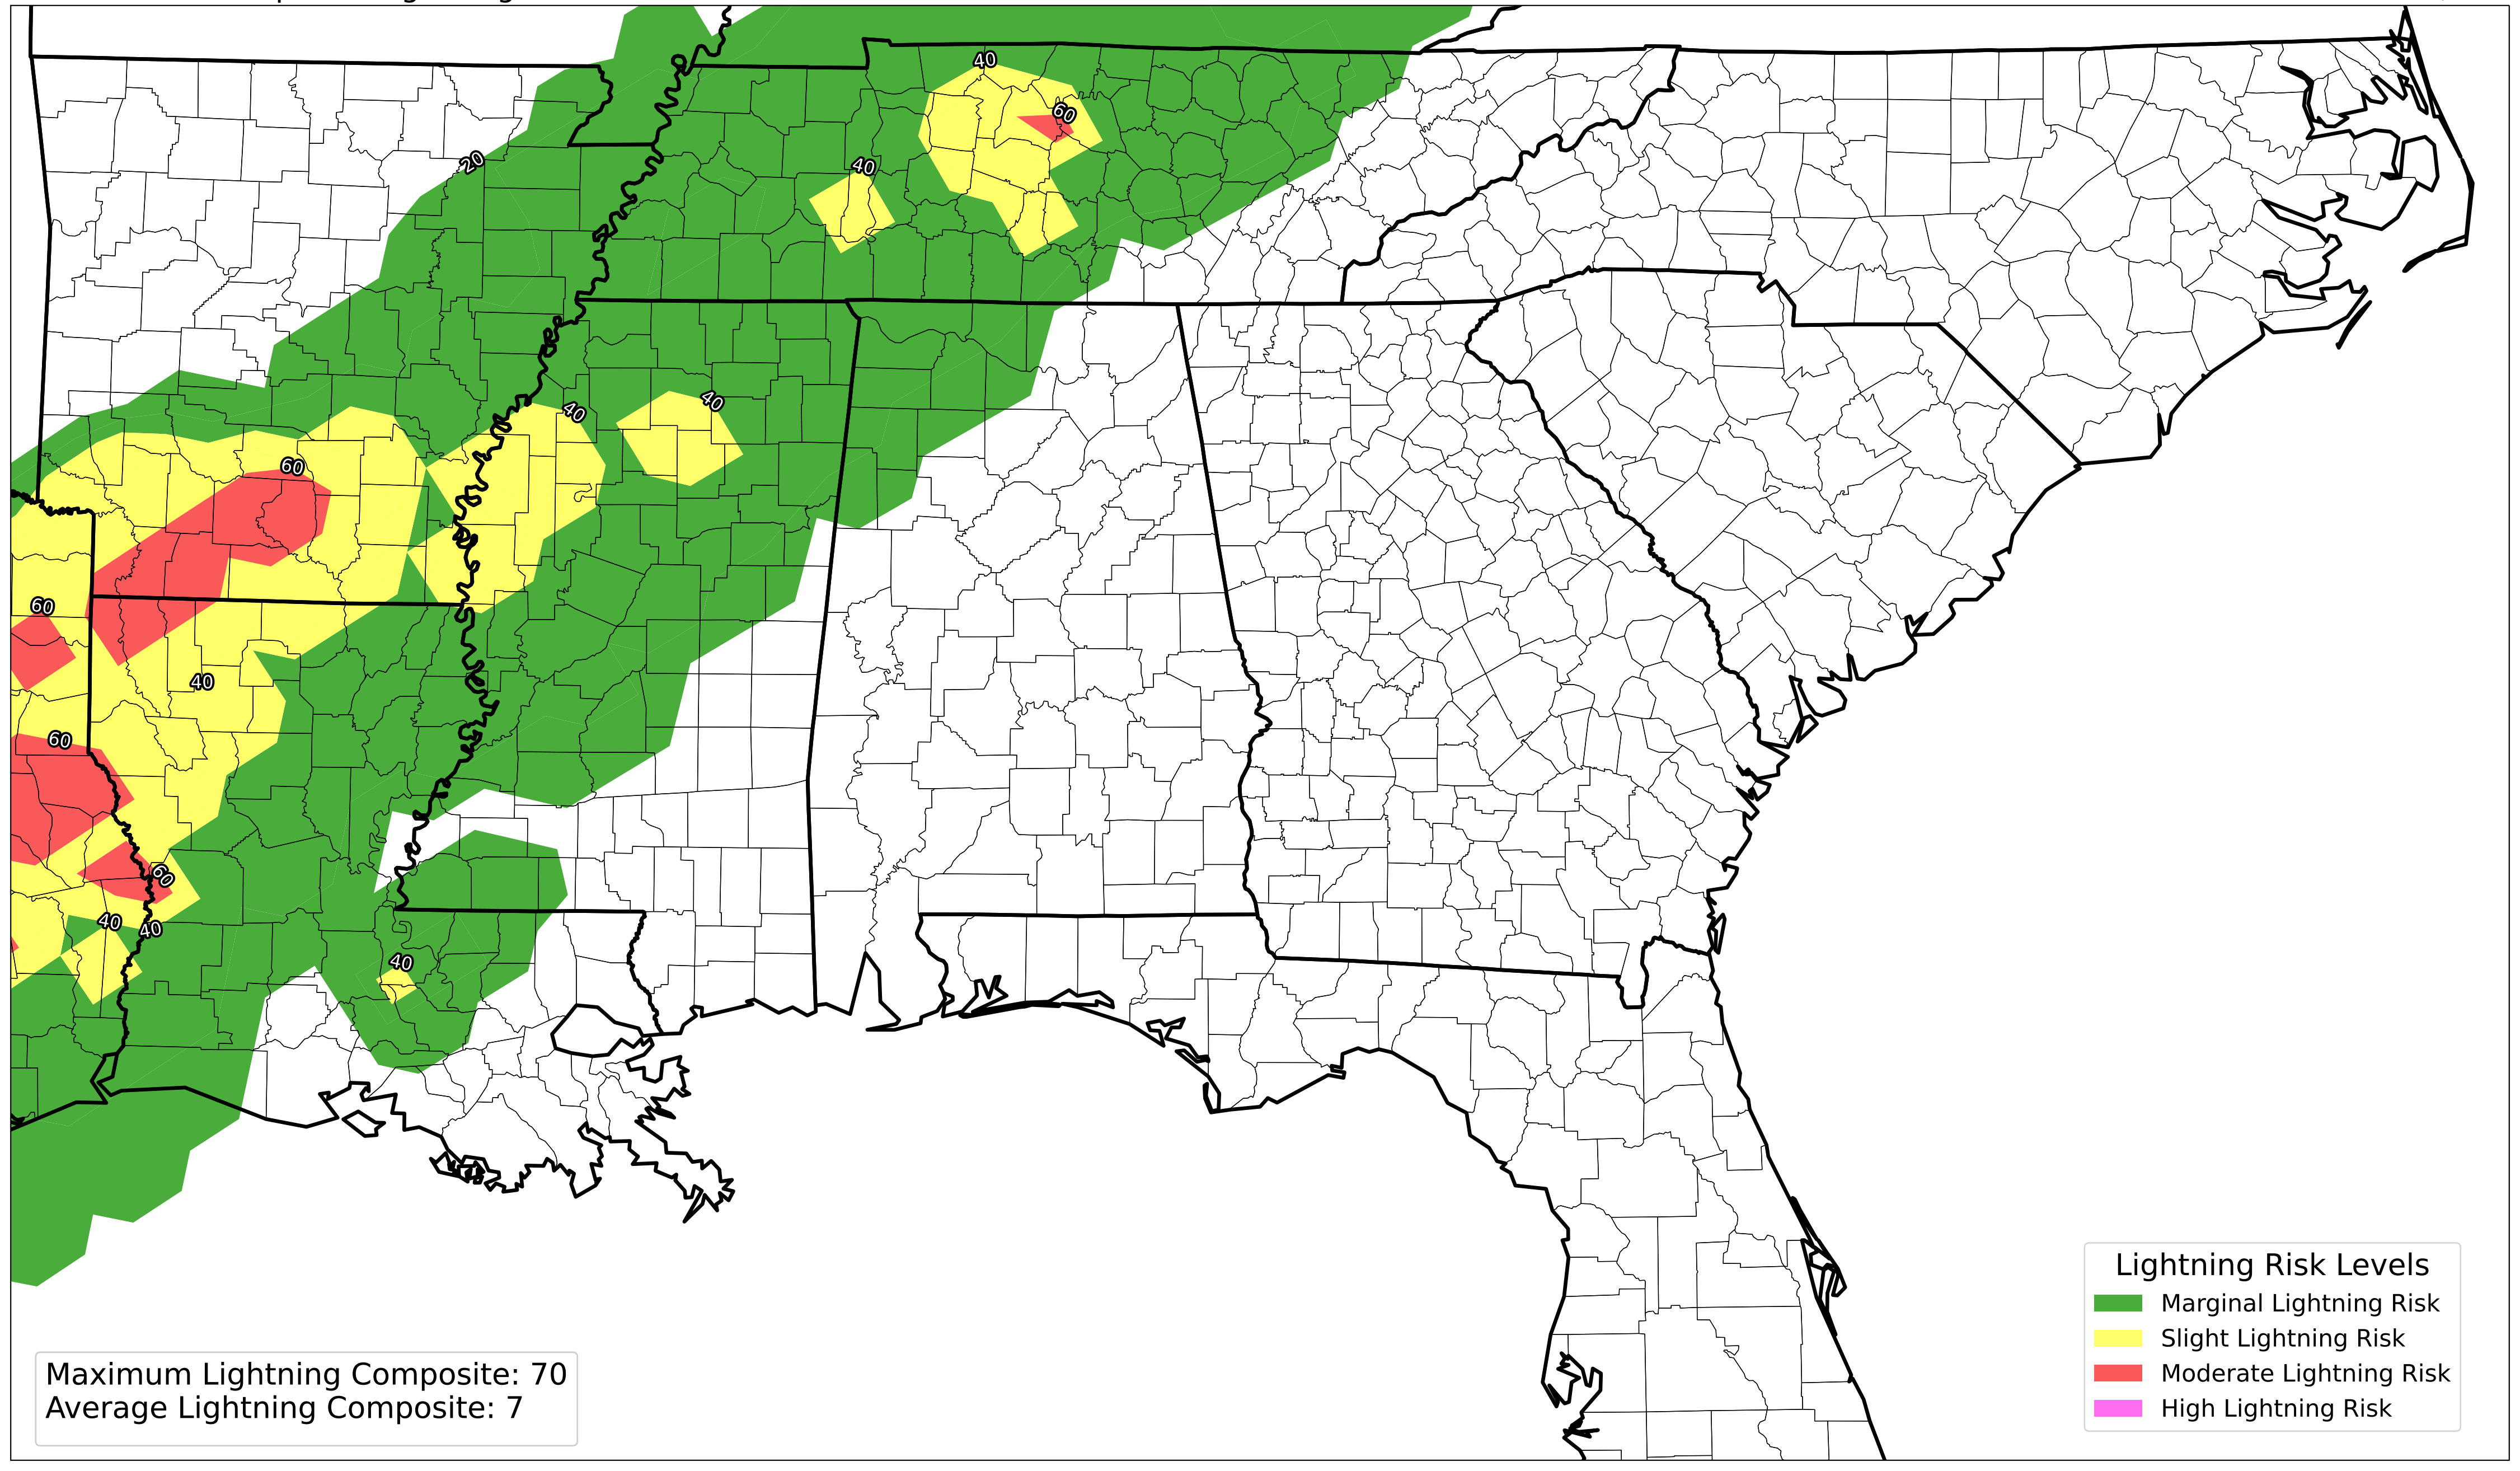 40
60
40
20
40
40
60
60
40
60
60
40
40
40
Lightning Risk Levels
Marginal Lightning Risk
Slight Lightning Risk
Moderate Lightning Risk
High Lightning Risk
Maximum Lightning Composite: 70
Average Lightning Composite: 7